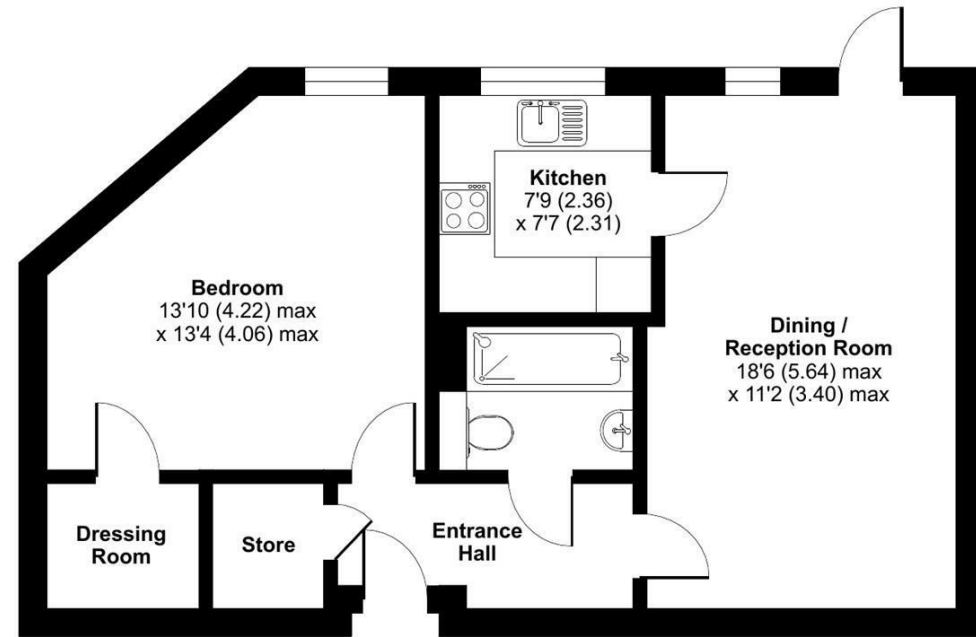 Kitchen
7'9 (2.36)
x 7'7 (2.31)
Bedroom
13'10 (4.22) max
x 13'4 (4.06) max
Dining /
Reception Room
18'6 (5.64) max
x 11'2 (3.40) max
Dressing
Room
Store
Entrance
Hall